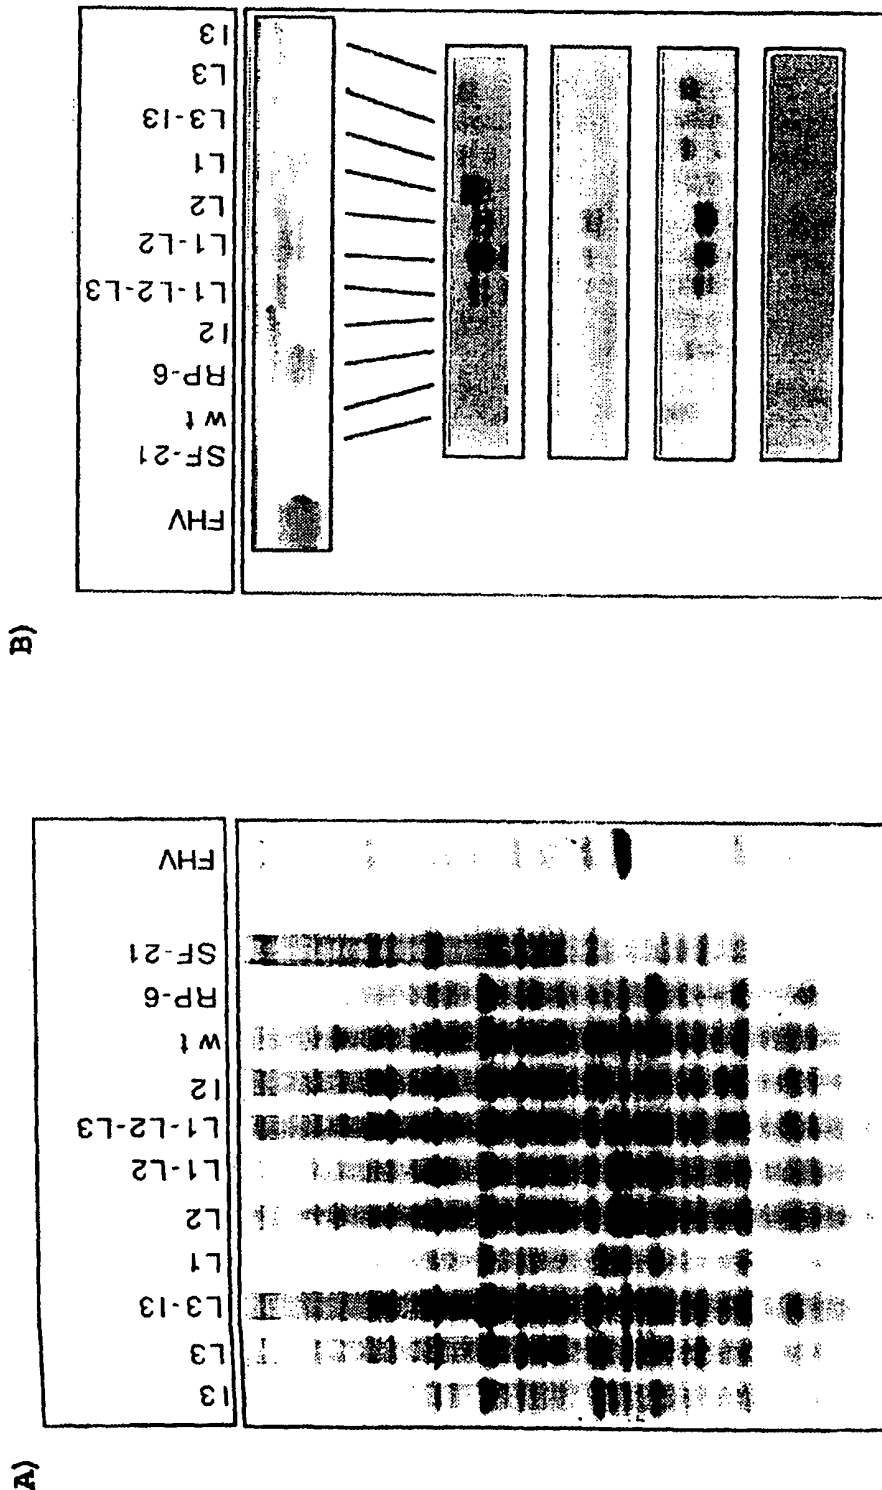 A)
I3
L3
L3-I3
L1
L2
L1-L2
L1-L2-L3
I2
wt
RP-6
SF-21
FHV
B)
FHV
SF-21
wt
RP-6
I2
L1-L2-L3
L1-L2
L2
L1
L3-I3
L3
I3